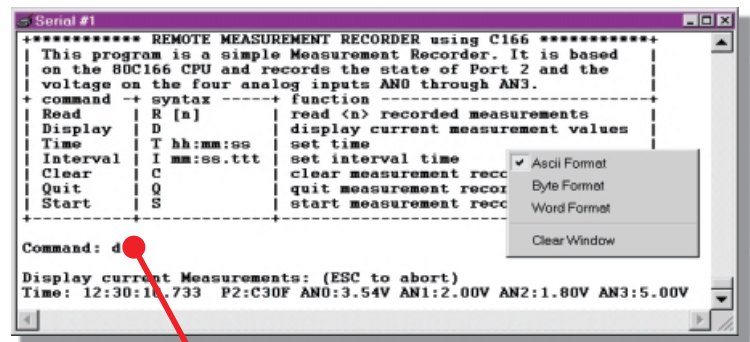 Serial #1
+*********** REMOTE MEASUREMENT RECORDER using C166 ***********+
| This program is a simple Measurement Recorder. It is based |
| on the 80C166 CPU and records the state of Port 2 and the |
| voltage on the four analog inputs AN0 through AN3. |
+ command -+ syntax -----+ function --------------------------+
| Read | R [n] | read <n> recorded measurements |
| Display | D | display current measurement values |
| Time | T hh:mm:ss | set time |
| Interval | I mm:ss.ttt | set interval time
| Clear | C | clear measurement
| Quit | Q | quit measurement
| Start | S | start measurement
+----------+-------------+
Ascii Format
Byte Format
Word Format
Clear Window
Command: d
Display current Measurements: (ESC to abort)
Time: 12:30: .733 P2:C30F AN0:3.54V AN1:2.00V AN2:1.80V AN3:5.00V